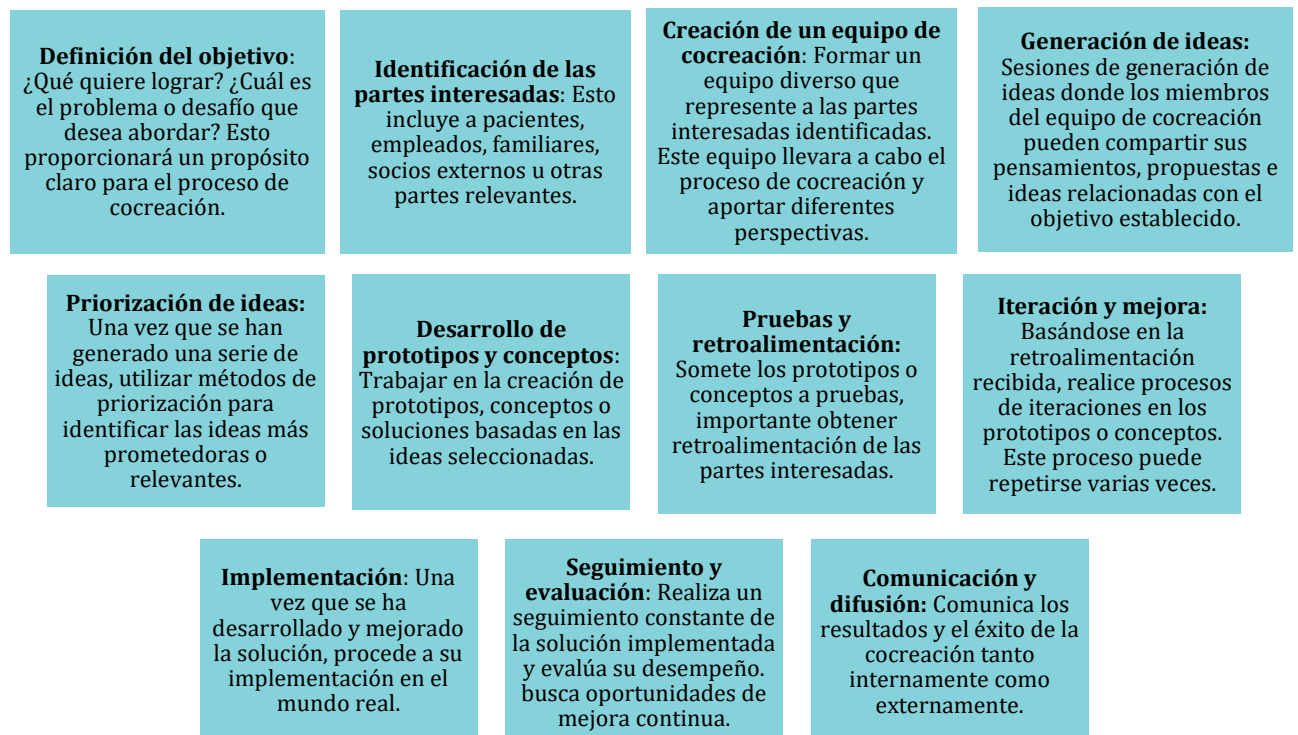 Definición del objetivo:
¿Qué quiere lograr? ¿Cuál es
el problema o desafío que
desea abordar? Esto
proporcionará un propósito
claro para el proceso de
cocreación.
Identificación de las
partes interesadas: Esto
incluye a pacientes,
empleados, familiares,
socios externos u otras
partes relevantes.
Creación de un equipo de
cocreación: Formar un
equipo diverso que
represente a las partes
interesadas identificadas.
Este equipo llevara a cabo el
proceso de cocreación y
aportar diferentes
perspectivas.
Generación de ideas:
Sesiones de generación de
ideas donde los miembros
del equipo de cocreación
pueden compartir sus
pensamientos, propuestas e
ideas relacionadas con el
objetivo establecido.
Priorización de ideas:
Una vez que se han
generado una serie de
ideas, utilizar métodos de
priorización para
identificar las ideas más
prometedoras o
relevantes.
Desarrollo de
prototipos y conceptos:
Trabajar en la creación de
prototipos, conceptos o
soluciones basadas en las
ideas seleccionadas.
Pruebas y
retroalimentación:
Somete los prototipos o
conceptos a pruebas,
importante obtener
retroalimentación de las
partes interesadas.
Iteración y mejora:
Basándose en la
retroalimentación
recibida, realice procesos
de iteraciones en los
prototipos o conceptos.
Este proceso puede
repetirse varias veces.
Implementación: Una
vez que se ha
desarrollado y mejorado
la solución, procede a su
implementación en el
mundo real.
Seguimiento y
evaluación: Realiza un
seguimiento constante de
la solución implementada
y evalúa su desempeño.
busca oportunidades de
mejora continua.
Comunicación y
difusión: Comunica los
resultados y el éxito de la
cocreación tanto
internamente como
externamente.